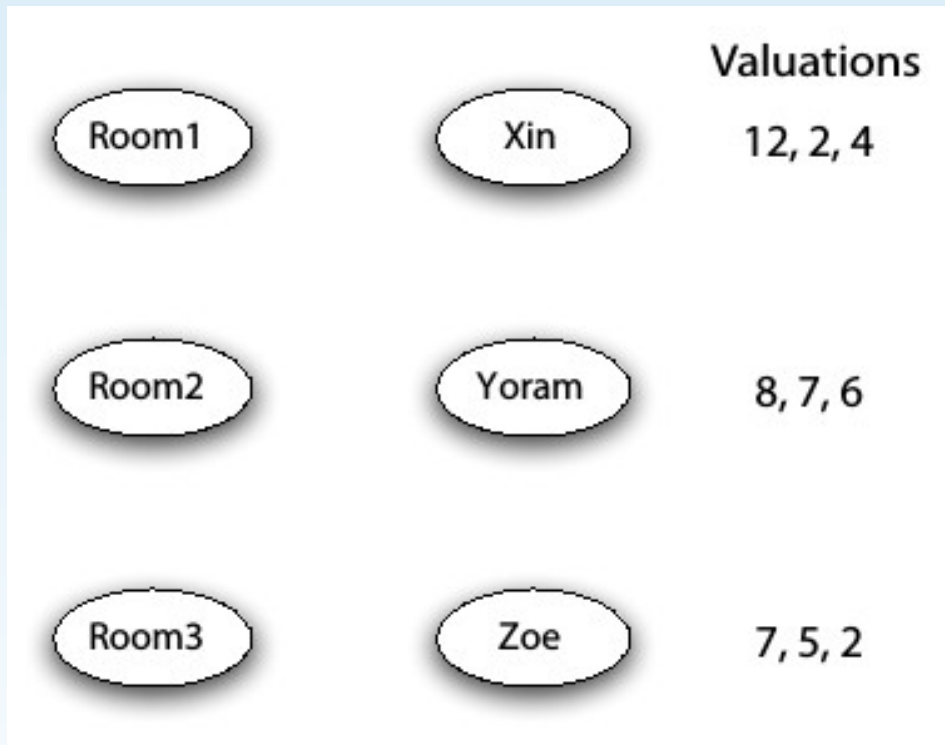 Valuations
Room1 Xin 12, 2, 4
Room2 Yoram 8, 7, 6
Room3 Zoe 7, 5, 2